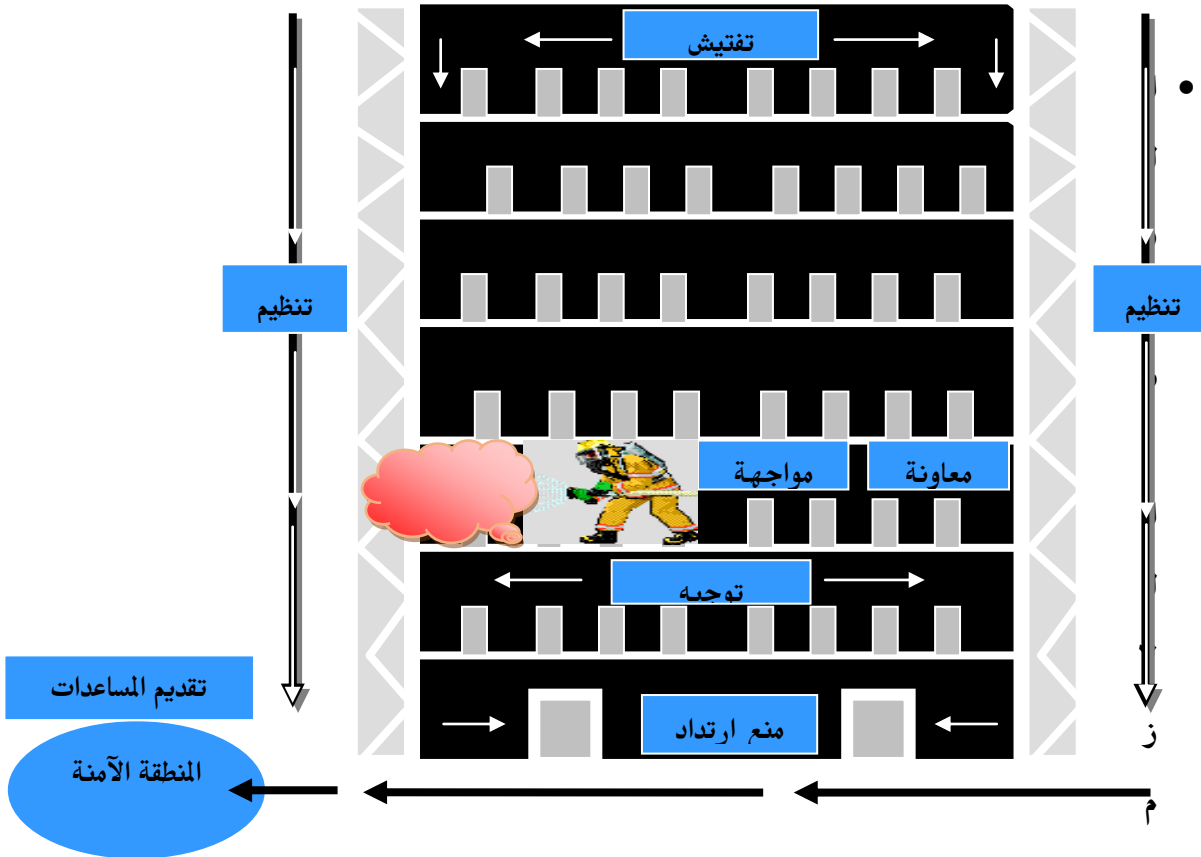 تفتيش
تنظيم
تنظيم
معاونة
مواجهة
توجيه
تقديم المساعدات
منع ارتداد
ز
المنطقة الآمنة
م